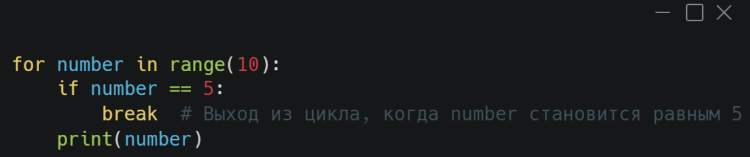 for number in range(10):
    if number == 5:
        break  # Выход из цикла, когда number становится равным 5
    print(number)